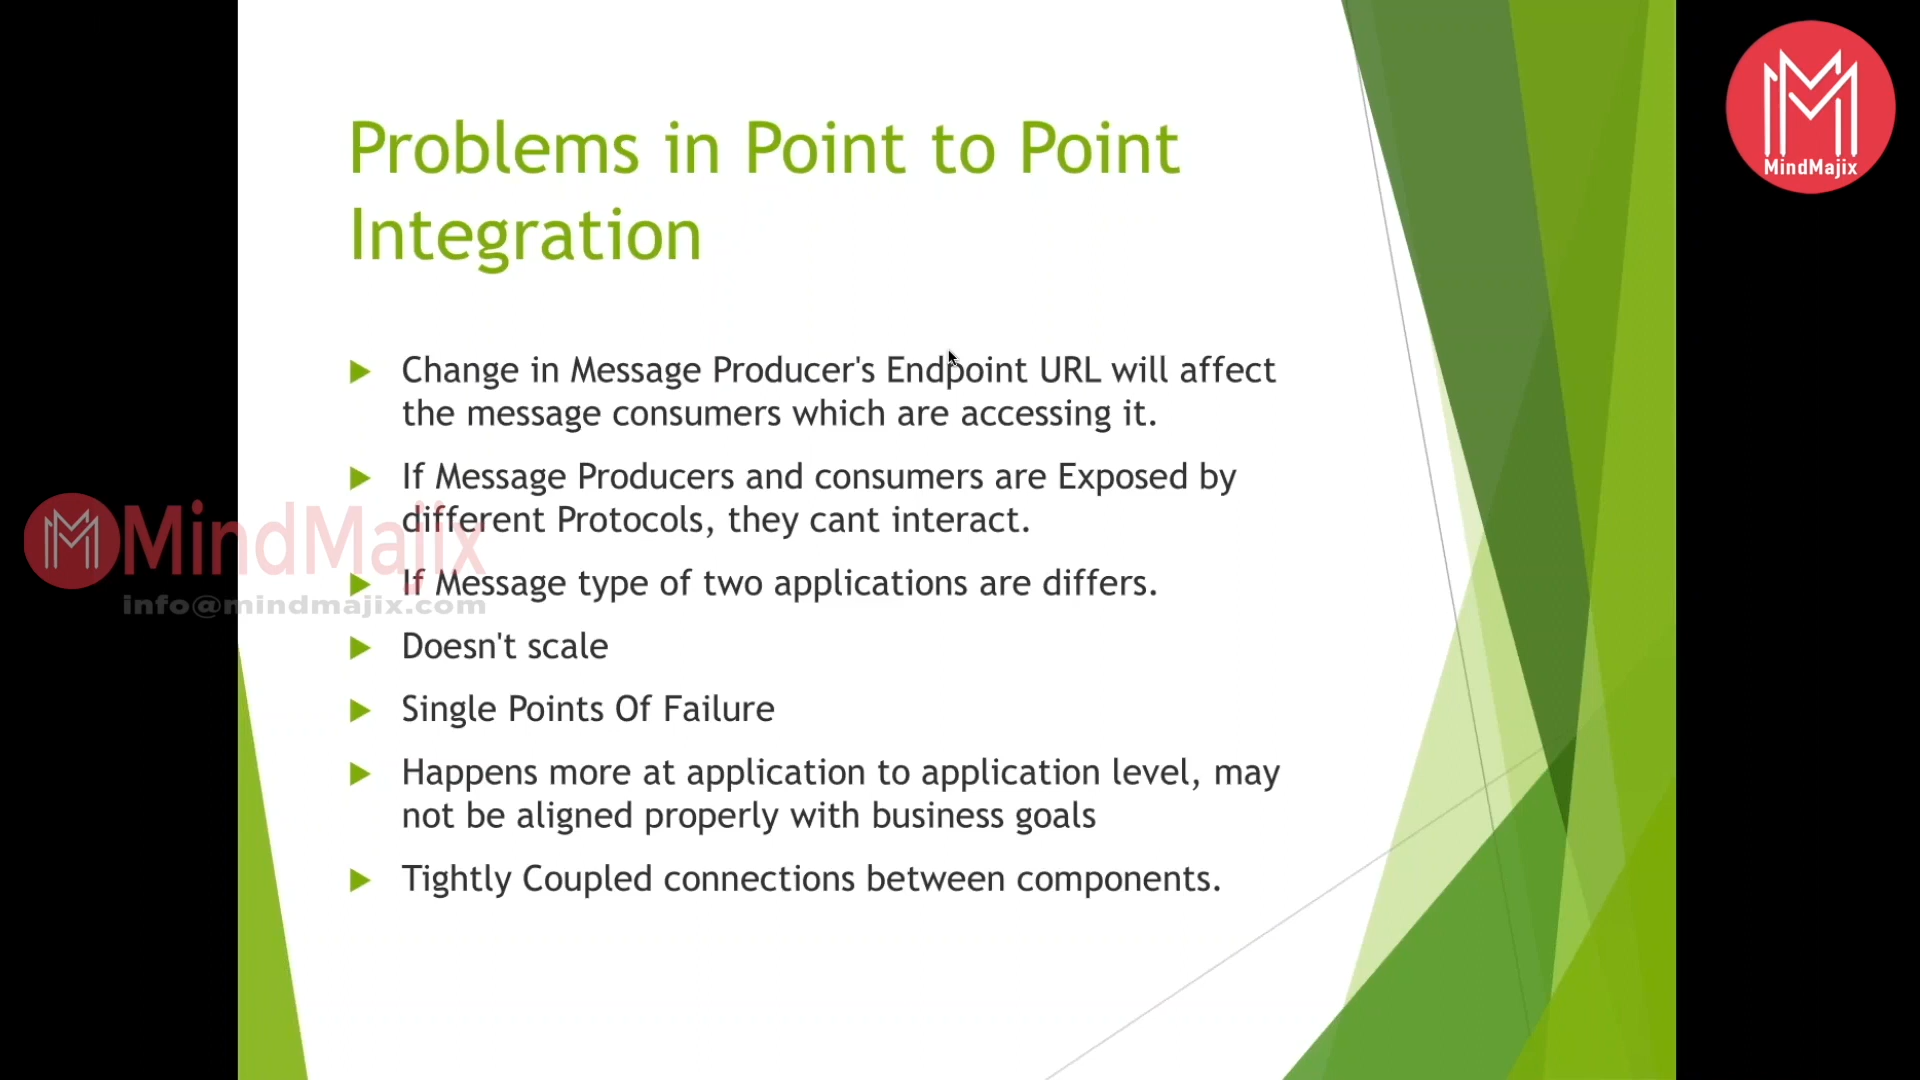 Problems in Point to Point
Integration
Change in Message Producer's Endpoint URL will affect
the message consumers which are accessing it.
If Message Producers and consumers are Exposed by
different Protocols, they cant interact.
If Message type of two applications are differs.
Doesn't scale
Single Points Of Failure
Happens more at application to application level, may
not be aligned properly with business goals
Tightly Coupled connections between components.
MindMajix
info@mindmajix.com
MindMajix